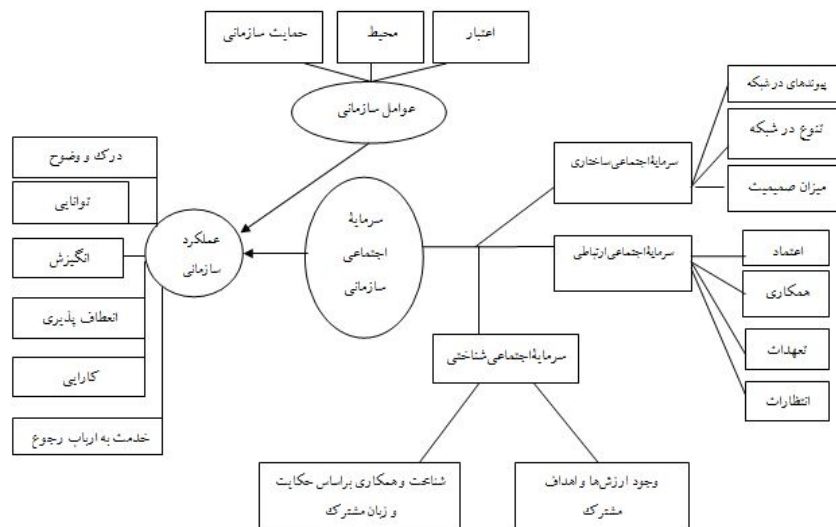 حمایت سازمانی
محیط
اعتبار
عوامل سازمانی
پیوندهای در شبکه
تنوع در شبکه
میزان صمیمیت
سرمایهٔ اجتماعی ساختاری
درک و وضوح
توانایی
انگیزش
انعطاف پذیری
کارایی
خدمت به ارباب رجوع
عملکرد
سازمانی
سرمایهٔ
اجتماعی
سازمانی
سرمایهٔ اجتماعی ارتباطی
اعتماد
همکاری
تعهدات
انتظارات
سرمایهٔ اجتماعی شناختی
شناخت و همکاری براساس حکایت
و زبان مشترک
وجود ارزش‌ها و اهداف
مشترک